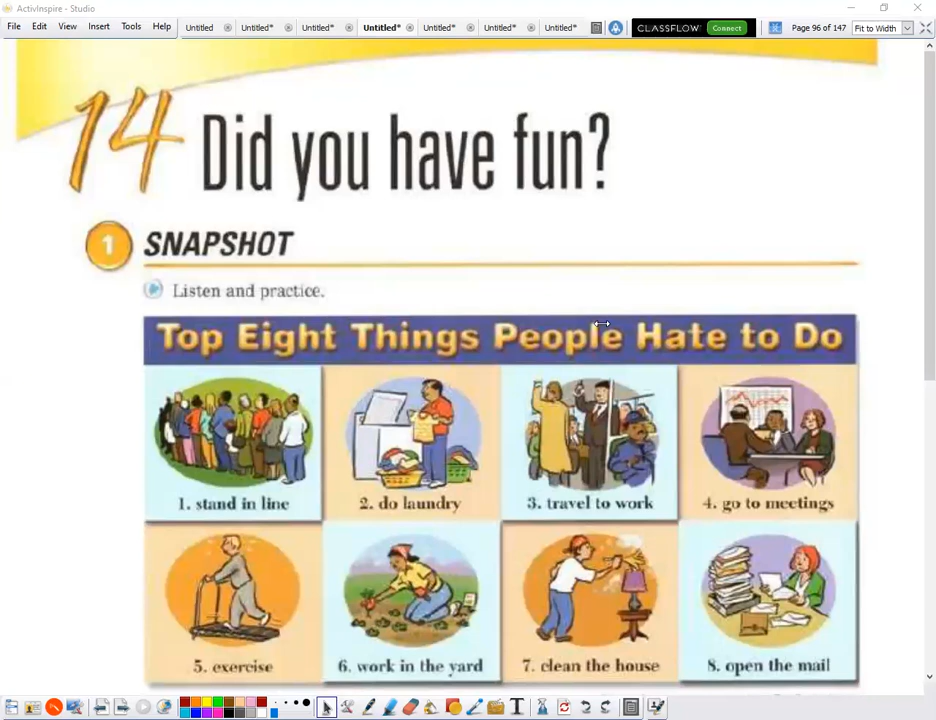 ActivInspire - Studio
File Edit View Insert Tools Help Untitled Untitled* Untitled* Untitled* Untitled* Untitled* Untitled* CLASSFLOW Connect Page 96 of 147 Fit to Width
14 Did you have fun?
1 SNAPSHOT
Listen and practice.
Top Eight Things People Hate to Do
1. stand in line 2. do laundry 3. travel to work 4. go to meetings
5. exercise 6. work in the yard 7. clean the house 8. open the mail